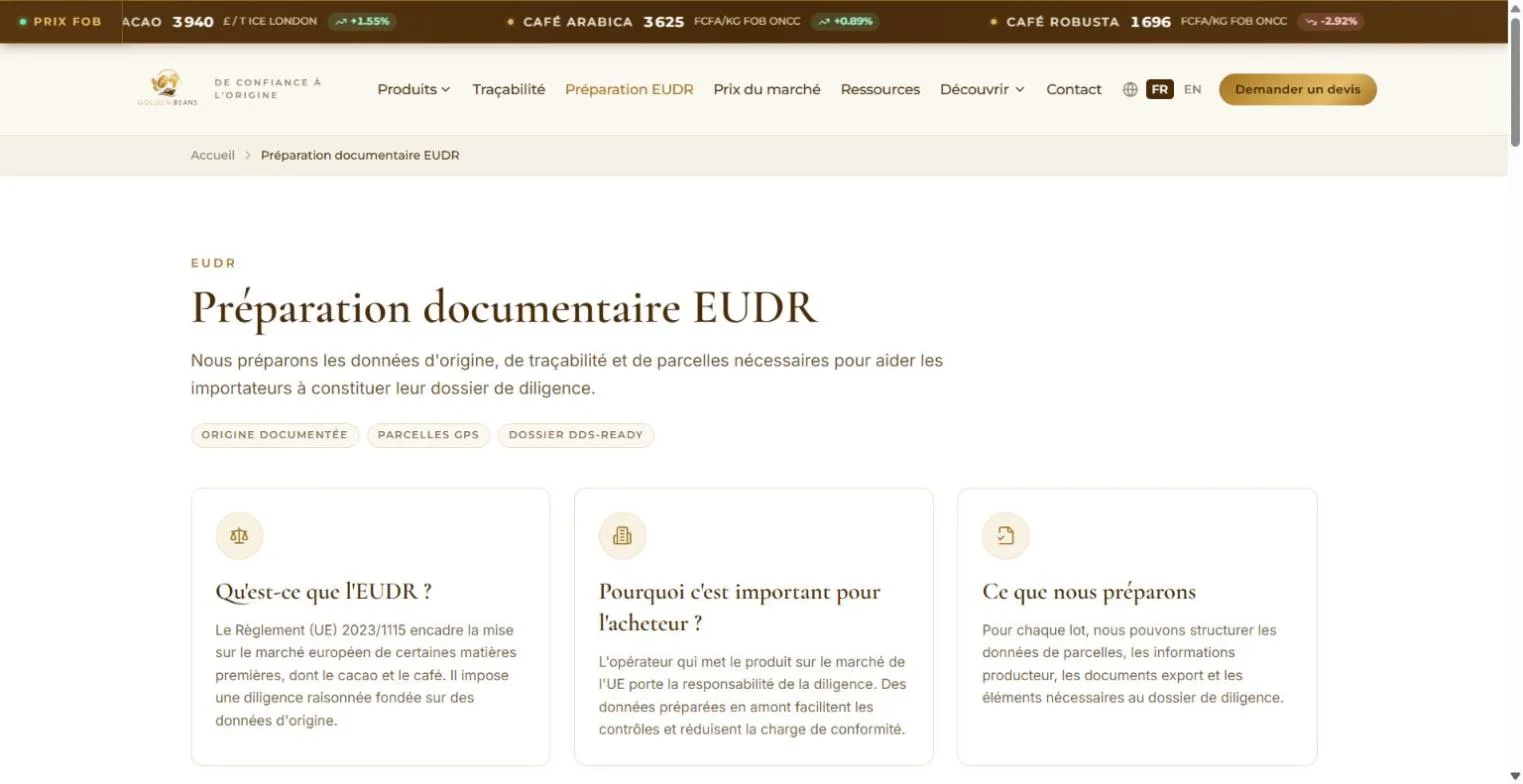 PRIX FOB
ACAO 3 940 £ / T ICE LONDON +1.55%
CAFÉ ARABICA 3 625 FCFA/KG FOB ONCC +0.89%
CAFÉ ROBUSTA 1 696 FCFA/KG FOB ONCC -2.92%
GOLDEN BEANS
DE CONFIANCE À
L'ORIGINE
Produits
Traçabilité
Préparation EUDR
Prix du marché
Ressources
Découvrir
Contact
FR
EN
Demander un devis
Accueil > Préparation documentaire EUDR
EUDR
Préparation documentaire EUDR
Nous préparons les données d'origine, de traçabilité et de parcelles nécessaires pour aider les
importateurs à constituer leur dossier de diligence.
ORIGINE DOCUMENTÉE
PARCELLES GPS
DOSSIER DDS-READY
Qu'est-ce que l'EUDR ?
Le Règlement (UE) 2023/1115 encadre la mise
sur le marché européen de certaines matières
premières, dont le cacao et le café. Il impose
une diligence raisonnée fondée sur des
données d'origine.
Pourquoi c'est important pour
l'acheteur ?
L'opérateur qui met le produit sur le marché de
l'UE porte la responsabilité de la diligence. Des
données préparées en amont facilitent les
contrôles et réduisent la charge de conformité.
Ce que nous préparons
Pour chaque lot, nous pouvons structurer les
données de parcelles, les informations
producteur, les documents export et les
éléments nécessaires au dossier de diligence.